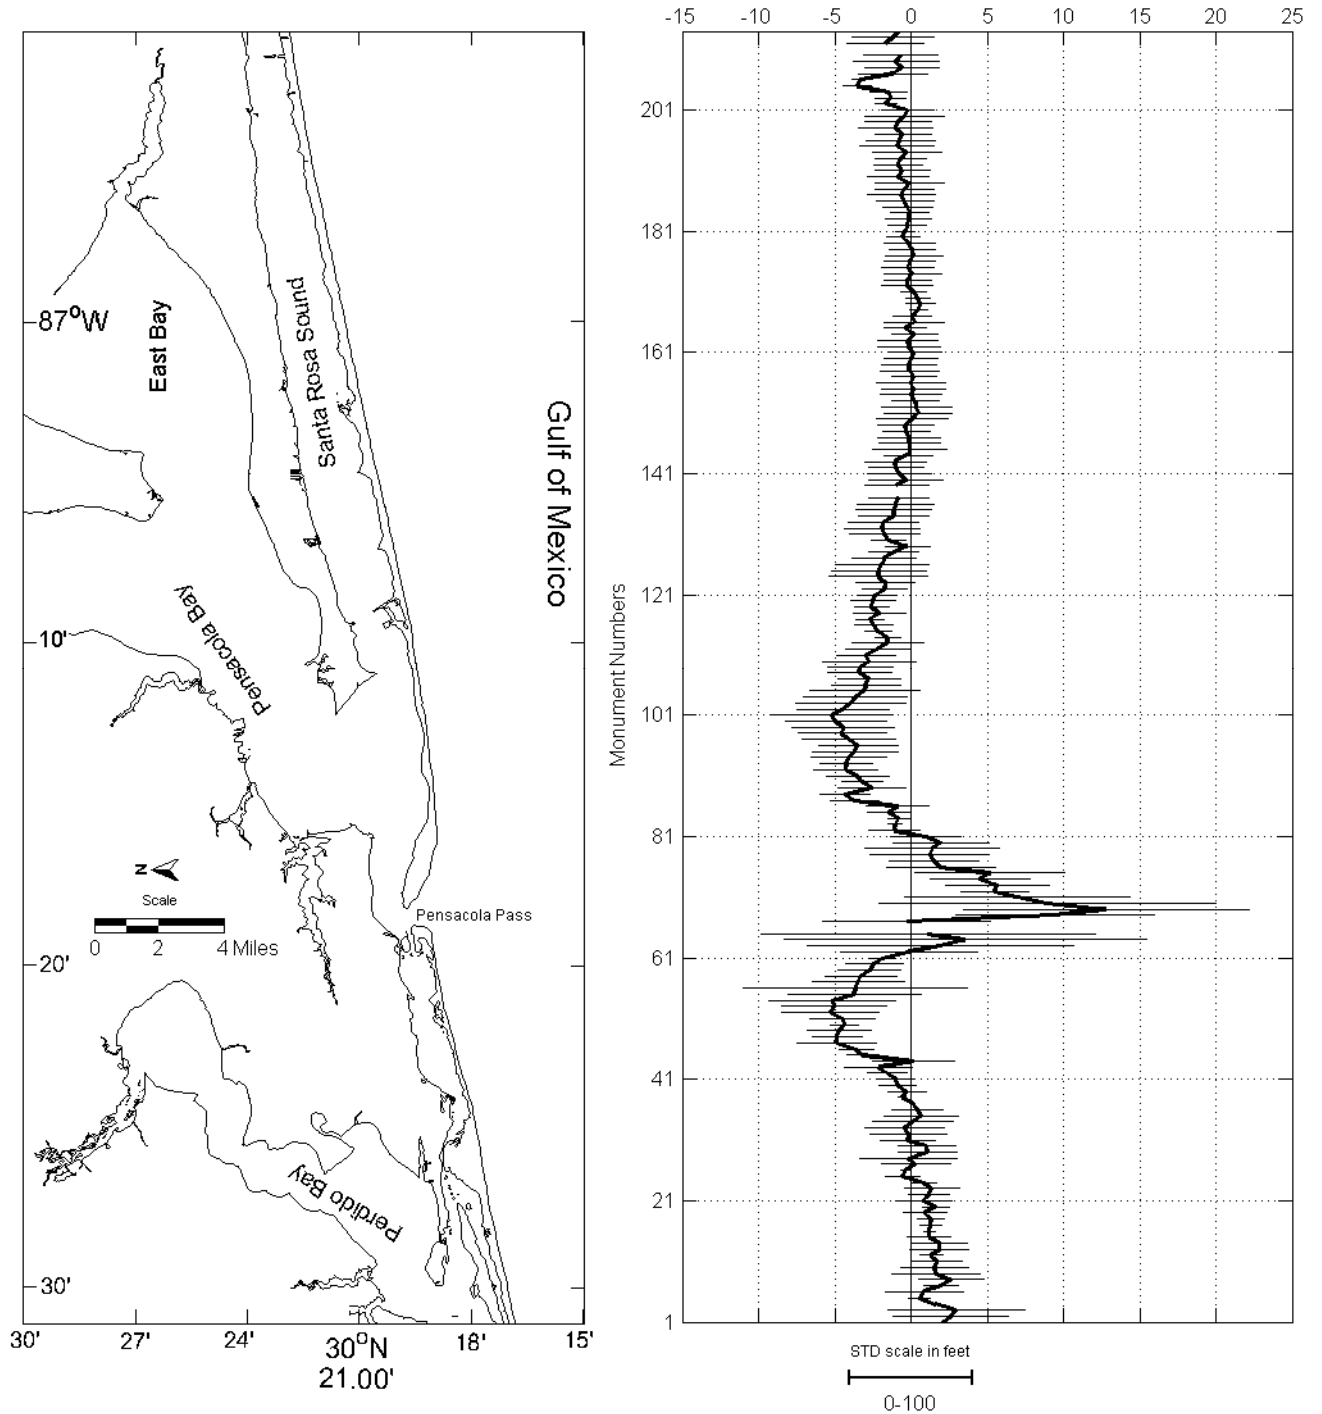 -15 -10 -5 0 5 10 15 20 25
201
181
161
141
121
101
81
61
41
21
1
Monument Numbers
87°W
East Bay
Santa Rosa Sound
Gulf of Mexico
Pensacola Bay
10'
N
Scale
0 2 4 Miles
Pensacola Pass
20'
Perdido Bay
30'
30' 27' 24' 30°N 18' 15'
21.00'
STD scale in feet
0-100